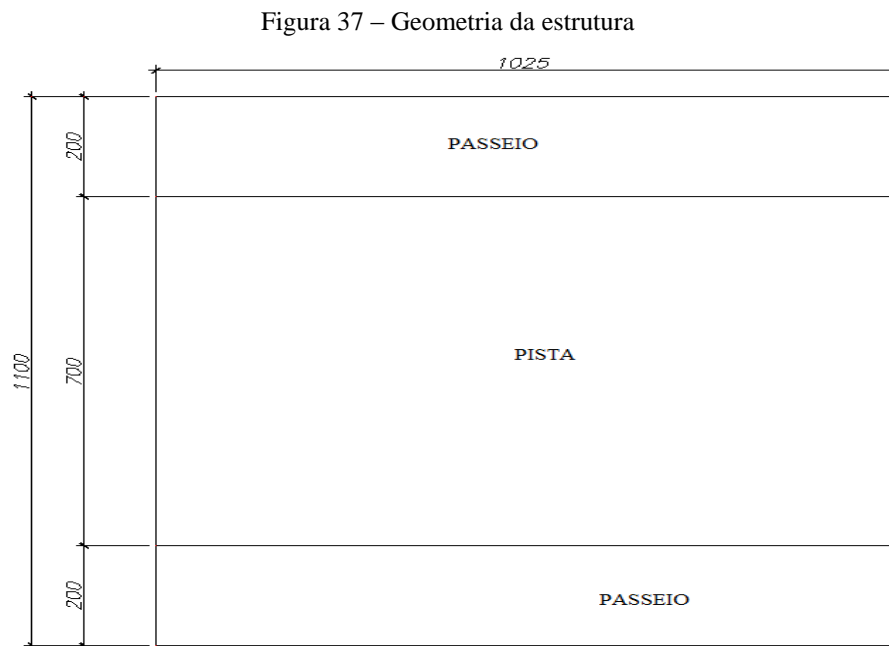 Figura 37 – Geometria da estrutura
1025
200
PASSEIO
1100
700
PISTA
200
PASSEIO